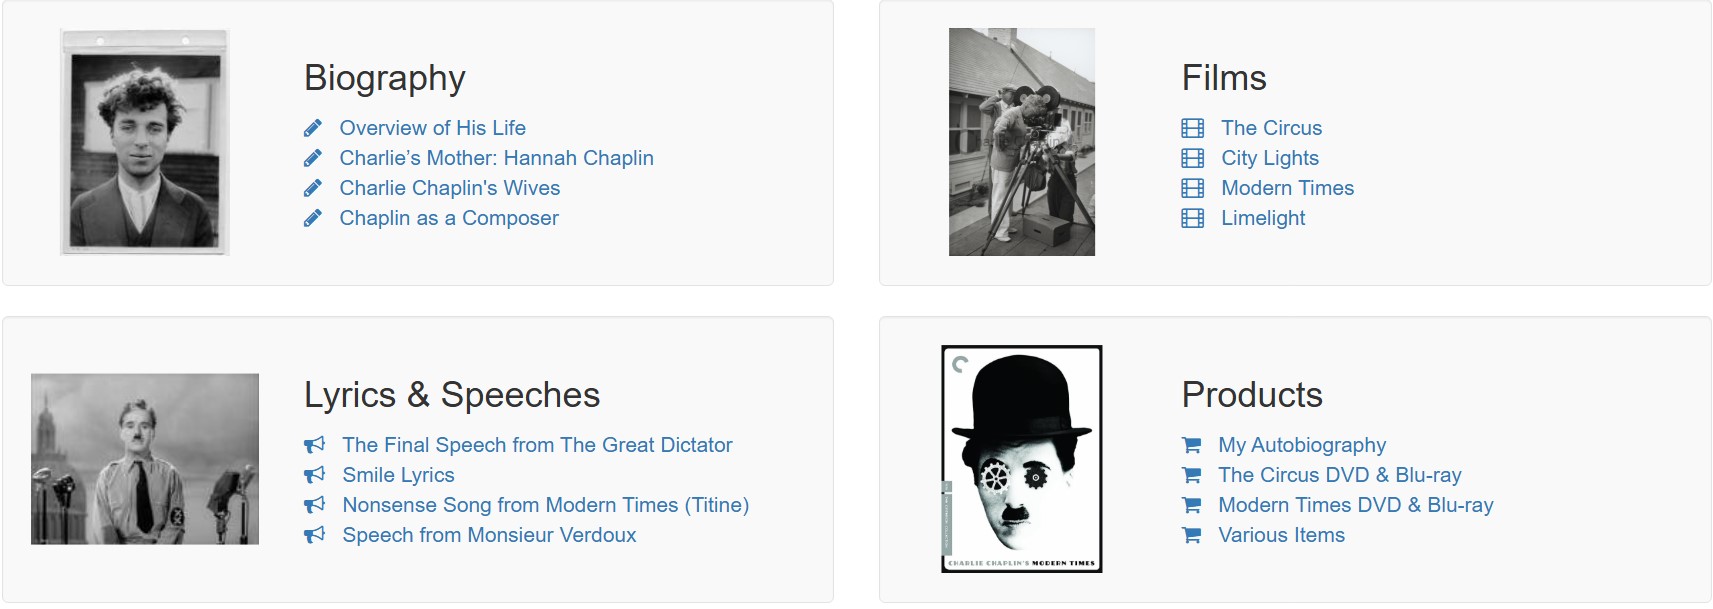 Biography
Overview of His Life
Charlie’s Mother: Hannah Chaplin
Charlie Chaplin's Wives
Chaplin as a Composer
Films
The Circus
City Lights
Modern Times
Limelight
Lyrics & Speeches
The Final Speech from The Great Dictator
Smile Lyrics
Nonsense Song from Modern Times (Titine)
Speech from Monsieur Verdoux
CHARLIE CHAPLIN'S MODERN TIMES
Products
My Autobiography
The Circus DVD & Blu-ray
Modern Times DVD & Blu-ray
Various Items